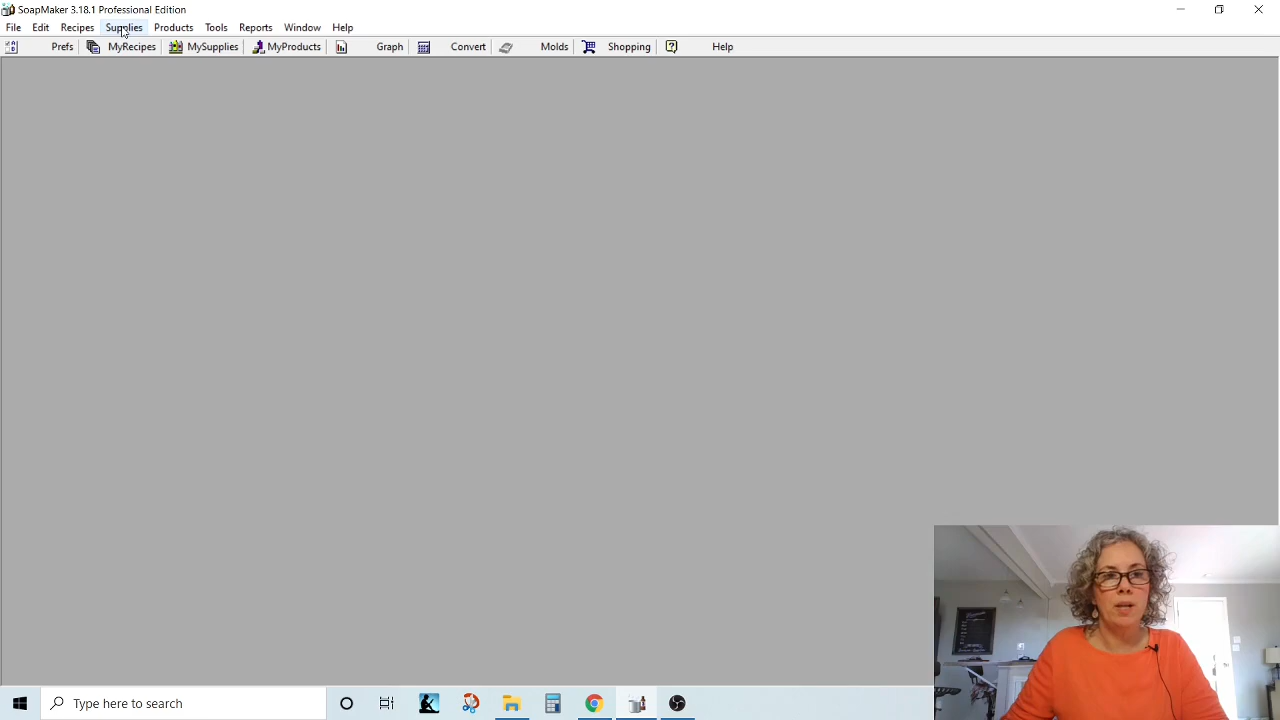 SoapMaker 3.18.1 Professional Edition
File Edit Recipes Supplies Products Tools Reports Window Help
Prefs MyRecipes MySupplies MyProducts Graph Convert Molds Shopping Help
Type here to search